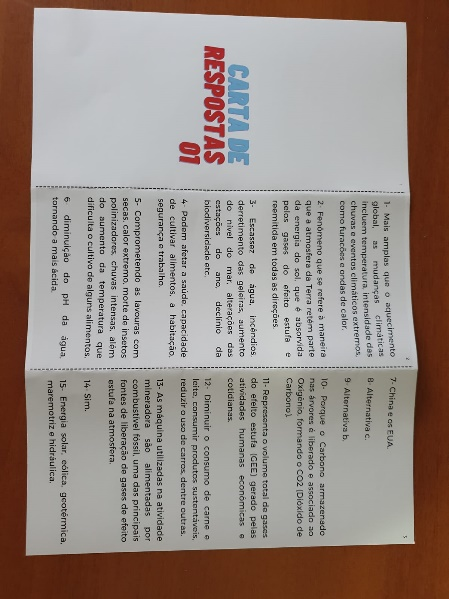 CARTA DE
RESPOSTAS
01
1- Mais amplas que o aquecimento
global, as mudanças climáticas
incluem temperatura, intensidade das
chuvas e eventos climáticos extremos,
como furacões e ondas de calor.
2- Fenômeno que se refere à maneira
que a atmosfera da Terra retém parte
da energia do sol, que é absorvida
pelos gases do efeito estufa e
reemitida em todas as direções.
3- Escassez de água, incêndios,
derretimento das geleiras, aumento
do nível do mar, alterações das
estações do ano, declínio da
biodiversidade etc.
4- Podem afetar a saúde, capacidade
de cultivar alimentos, a habitação,
segurança e trabalho.
5- Comprometendo as lavouras com
secas, calor extremo, morte de insetos
polinizadores, chuvas intensas, além
do aumento da temperatura que
dificulta o cultivo de alguns alimentos.
6- diminuição do pH da água,
tornando-a mais ácida.
7- China e os EUA.
8- Alternativa c.
9- Alternativa b.
10- Porque o Carbono armazenado
nas árvores é liberado e associado ao
Oxigênio, formando o CO2 (Dióxido de
Carbono).
11- Representa o volume total de gases
do efeito estufa (GEE) gerado pelas
atividades humanas econômicas e
cotidianas.
12- Diminuir o consumo de carne e
leite, consumir produtos sustentáveis,
reduzir o uso de carros, dentre outras.
13- As máquina utilizadas na atividade
mineradora são alimentadas por
combustível fóssil, uma das principais
fontes de liberação de gases de efeito
estufa na atmosfera.
14- Sim.
15- Energia solar, eólica, geotérmica,
maremotriz e hidráulica.